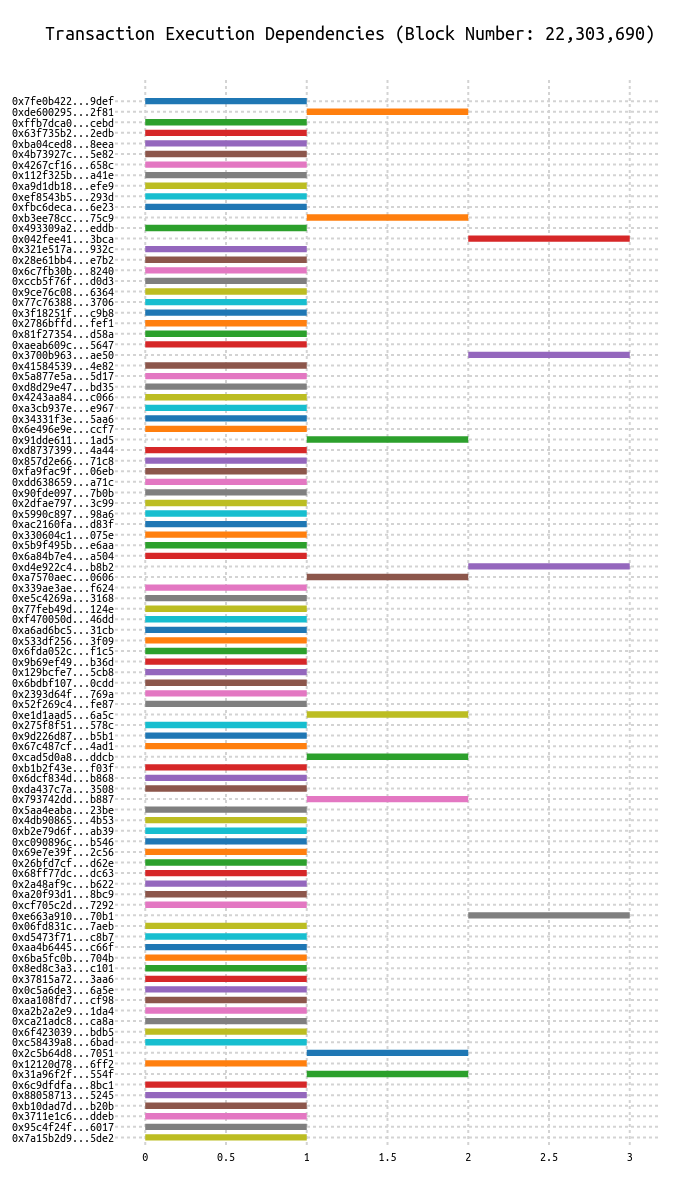 Transaction Execution Dependencies (Block Number: 22,303,690)
0x7fe0b422...9def
0xde600295...2f81
0xffb7dca0...cebd
0x63f735b2...2edb
0xba04ced8...8eea
0x4b73927c...5e82
0x4267cf16...658c
0x112f325b...a41e
0xa9d1db18...efe9
0xef8543b5...293d
0xfbc6deca...6e23
0xb3ee78cc...75c9
0x493309a2...eddb
0x042fee41...3bca
0x321e517a...932c
0x28e61bb4...e7b2
0x6c7fb30b...8240
0xccb5f76f...d0d3
0x9ce76c08...6364
0x77c76388...3706
0x3f18251f...c9b8
0x2786bffd...fef1
0x81f27354...d58a
0xaeab609c...5647
0x3700b963...ae50
0x41584539...4e82
0x5a877e5a...5d17
0xd8d29e47...bd35
0x4243aa84...c066
0xa3cb937e...e967
0x34331f3e...5aa6
0x6e496e9e...ccf7
0x91dde611...1ad5
0xd8737399...4a44
0x857d2e66...71c8
0xfa9fac9f...06eb
0xdd638659...a71c
0x90fde097...7b0b
0x2dfae797...3c99
0x5990c897...98a6
0xac2160fa...d83f
0x330604c1...075e
0x5b9f495b...e6aa
0x6a84b7e4...a504
0xd4e922c4...b8b2
0xa7570aec...0606
0x339ae3ae...f624
0xe5c4269a...3168
0x77feb49d...124e
0xf470050d...46dd
0xa6ad6bc5...31cb
0x533df256...3f09
0x6fda052c...f1c5
0x9b69ef49...b36d
0x129bcfe7...5cb8
0x6bdbf107...0cdd
0x2393d64f...769a
0x52f269c4...fe87
0xe1d1aad5...6a5c
0x275f8f51...578c
0x9d226d87...b5b1
0x67c487cf...4ad1
0xcad5d0a8...ddcb
0xb1b2f43e...f03f
0x6dcf834d...b868
0xda437c7a...3508
0x793742dd...b887
0x5aa4eaba...23be
0x4db90865...4b53
0xb2e79d6f...ab39
0xc090896c...b546
0x69e7e39f...2c56
0x26bfd7cf...d62e
0x68ff77dc...dc63
0x2a48af9c...b622
0xa20f93d1...8bc9
0xcf705c2d...7292
0xe663a910...70b1
0x06fd831c...7aeb
0xd5473f71...c8b7
0xaa4b6445...c66f
0x6ba5fc0b...704b
0x8ed8c3a3...c101
0x37815a72...3aa6
0x0c5a6de3...6a5e
0xaa108fd7...cf98
0xa2b2a2e9...1da4
0xca21adc8...ca8a
0x6f423039...bdb5
0xc58439a8...6bad
0x2c5b64d8...7051
0x12120d78...6ff2
0x31a96f2f...554f
0x6c9dfdfa...8bc1
0x88058713...5245
0xb10dad7d...b20b
0x3711e1c6...ddeb
0x95c4f24f...6017
0x7a15b2d9...5de2
0 0.5 1 1.5 2 2.5 3